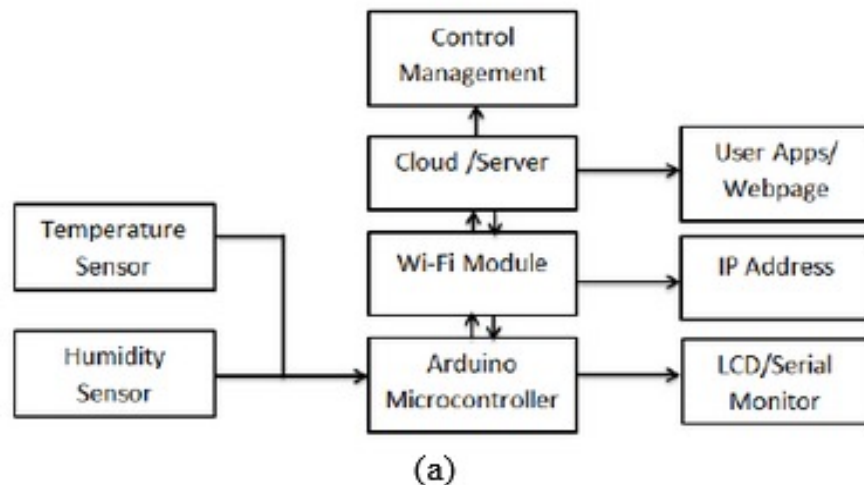 Control
Management
Cloud /Server
User Apps/
Webpage
Temperature
Sensor
Wi-Fi Module
IP Address
Humidity
Sensor
Arduino
Microcontroller
LCD/Serial
Monitor
(a)